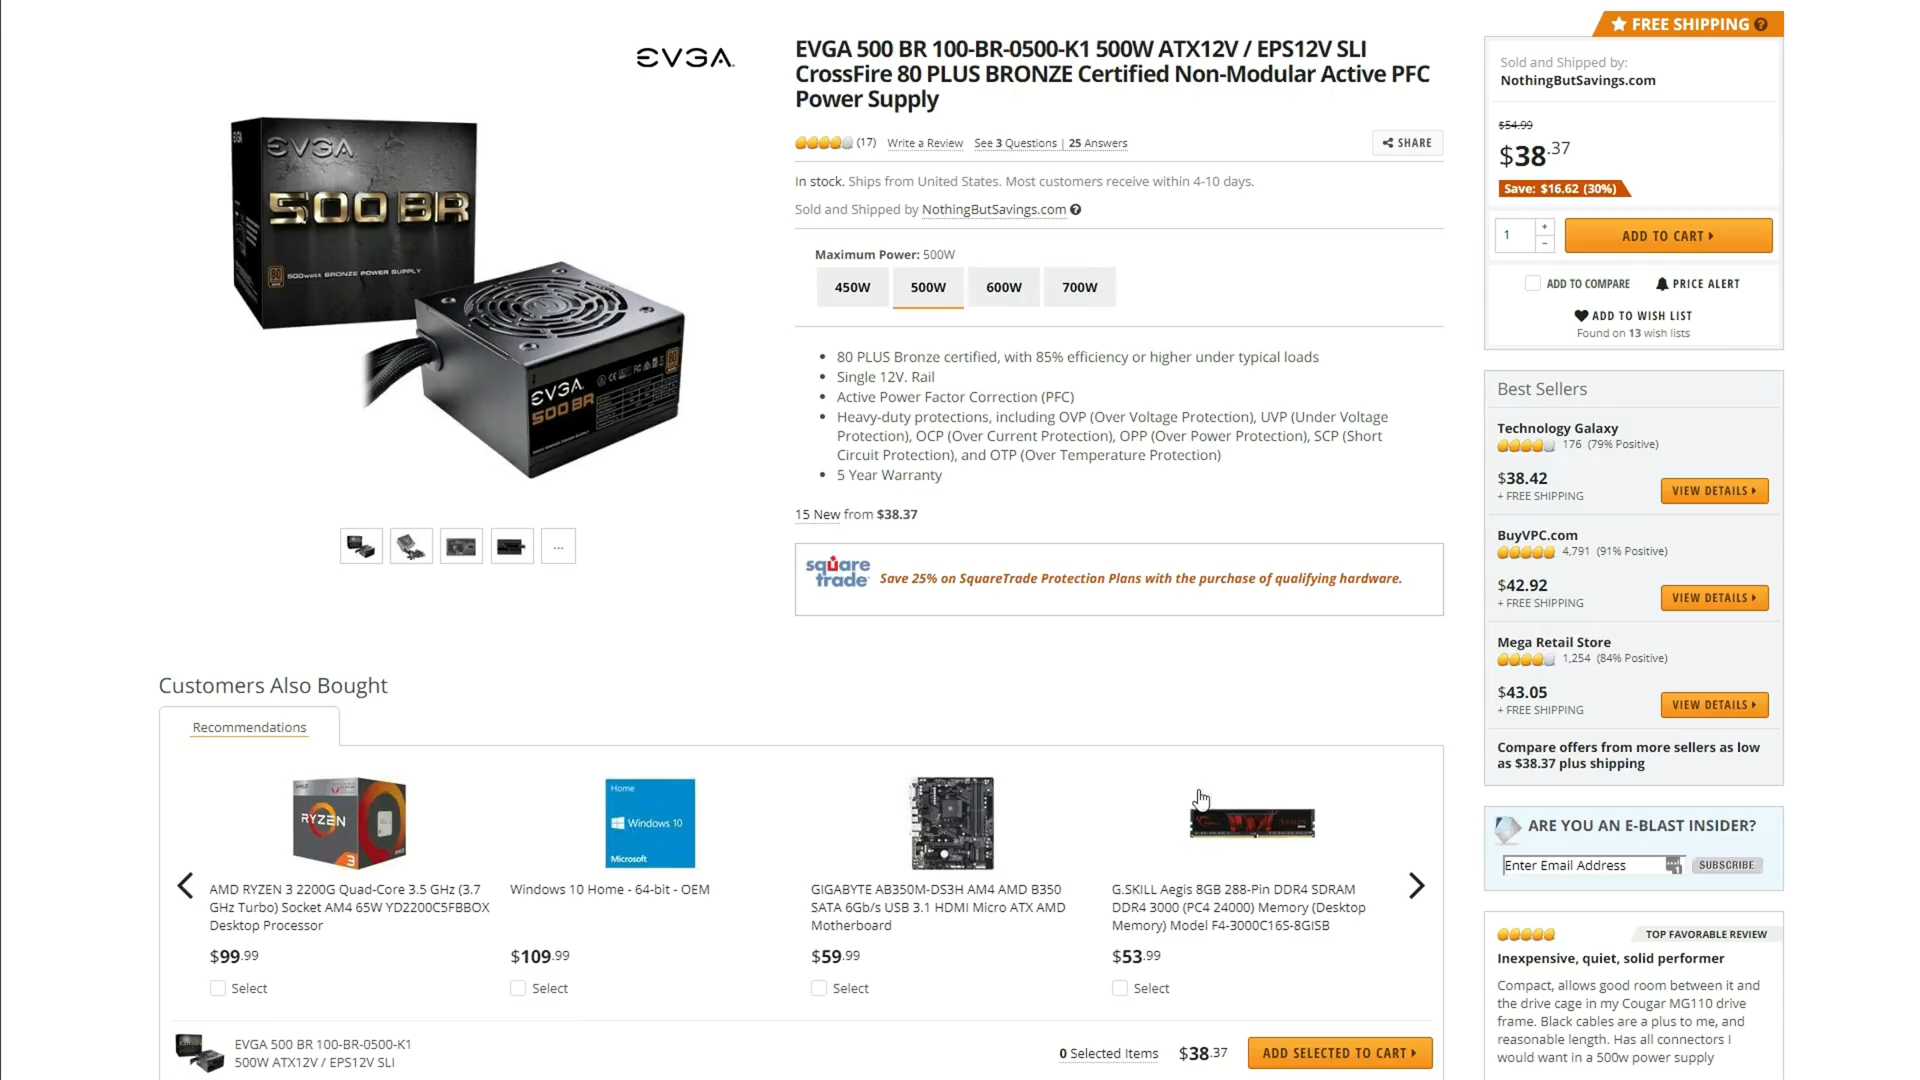 EVGA
EVGA
500 BR
80
500watt BRONZE POWER SUPPLY
EVGA
500 BR
...
EVGA 500 BR 100-BR-0500-K1 500W ATX12V / EPS12V SLI
CrossFire 80 PLUS BRONZE Certified Non-Modular Active PFC
Power Supply
(17) Write a Review See 3 Questions | 25 Answers
SHARE
In stock. Ships from United States. Most customers receive within 4-10 days.
Sold and Shipped by NothingButSavings.com ?
Maximum Power: 500W
450W 500W 600W 700W
• 80 PLUS Bronze certified, with 85% efficiency or higher under typical loads
• Single 12V. Rail
• Active Power Factor Correction (PFC)
• Heavy-duty protections, including OVP (Over Voltage Protection), UVP (Under Voltage
Protection), OCP (Over Current Protection), OPP (Over Power Protection), SCP (Short
Circuit Protection), and OTP (Over Temperature Protection)
• 5 Year Warranty
15 New from $38.37
square
trade
Save 25% on SquareTrade Protection Plans with the purchase of qualifying hardware.
FREE SHIPPING ?
Sold and Shipped by:
NothingButSavings.com
$54.99
$38.37
Save: $16.62 (30%)
1
+
−
ADD TO CART
ADD TO COMPARE
PRICE ALERT
ADD TO WISH LIST
Found on 13 wish lists
Best Sellers
Technology Galaxy
176 (79% Positive)
$38.42
+ FREE SHIPPING
VIEW DETAILS
BuyVPC.com
4,791 (91% Positive)
$42.92
+ FREE SHIPPING
VIEW DETAILS
Mega Retail Store
1,254 (84% Positive)
$43.05
+ FREE SHIPPING
VIEW DETAILS
Compare offers from more sellers as low
as $38.37 plus shipping
ARE YOU AN E-BLAST INSIDER?
Enter Email Address
SUBSCRIBE
TOP FAVORABLE REVIEW
Inexpensive, quiet, solid performer
Compact, allows good room between it and
the drive cage in my Cougar MG110 drive
frame. Black cables are a plus to me, and
reasonable length. Has all connectors I
would want in a 500w power supply
Customers Also Bought
Recommendations
RYZEN
3
AMD RYZEN 3 2200G Quad-Core 3.5 GHz (3.7
GHz Turbo) Socket AM4 65W YD2200C5FBBOX
Desktop Processor
$99.99
Select
Home
Windows 10
Microsoft
Windows 10 Home - 64-bit - OEM
$109.99
Select
GIGABYTE AB350M-DS3H AM4 AMD B350
SATA 6Gb/s USB 3.1 HDMI Micro ATX AMD
Motherboard
$59.99
Select
G.SKILL Aegis 8GB 288-Pin DDR4 SDRAM
DDR4 3000 (PC4 24000) Memory (Desktop
Memory) Model F4-3000C16S-8GISB
$53.99
Select
EVGA 500 BR 100-BR-0500-K1
500W ATX12V / EPS12V SLI
0 Selected Items $38.37
ADD SELECTED TO CART